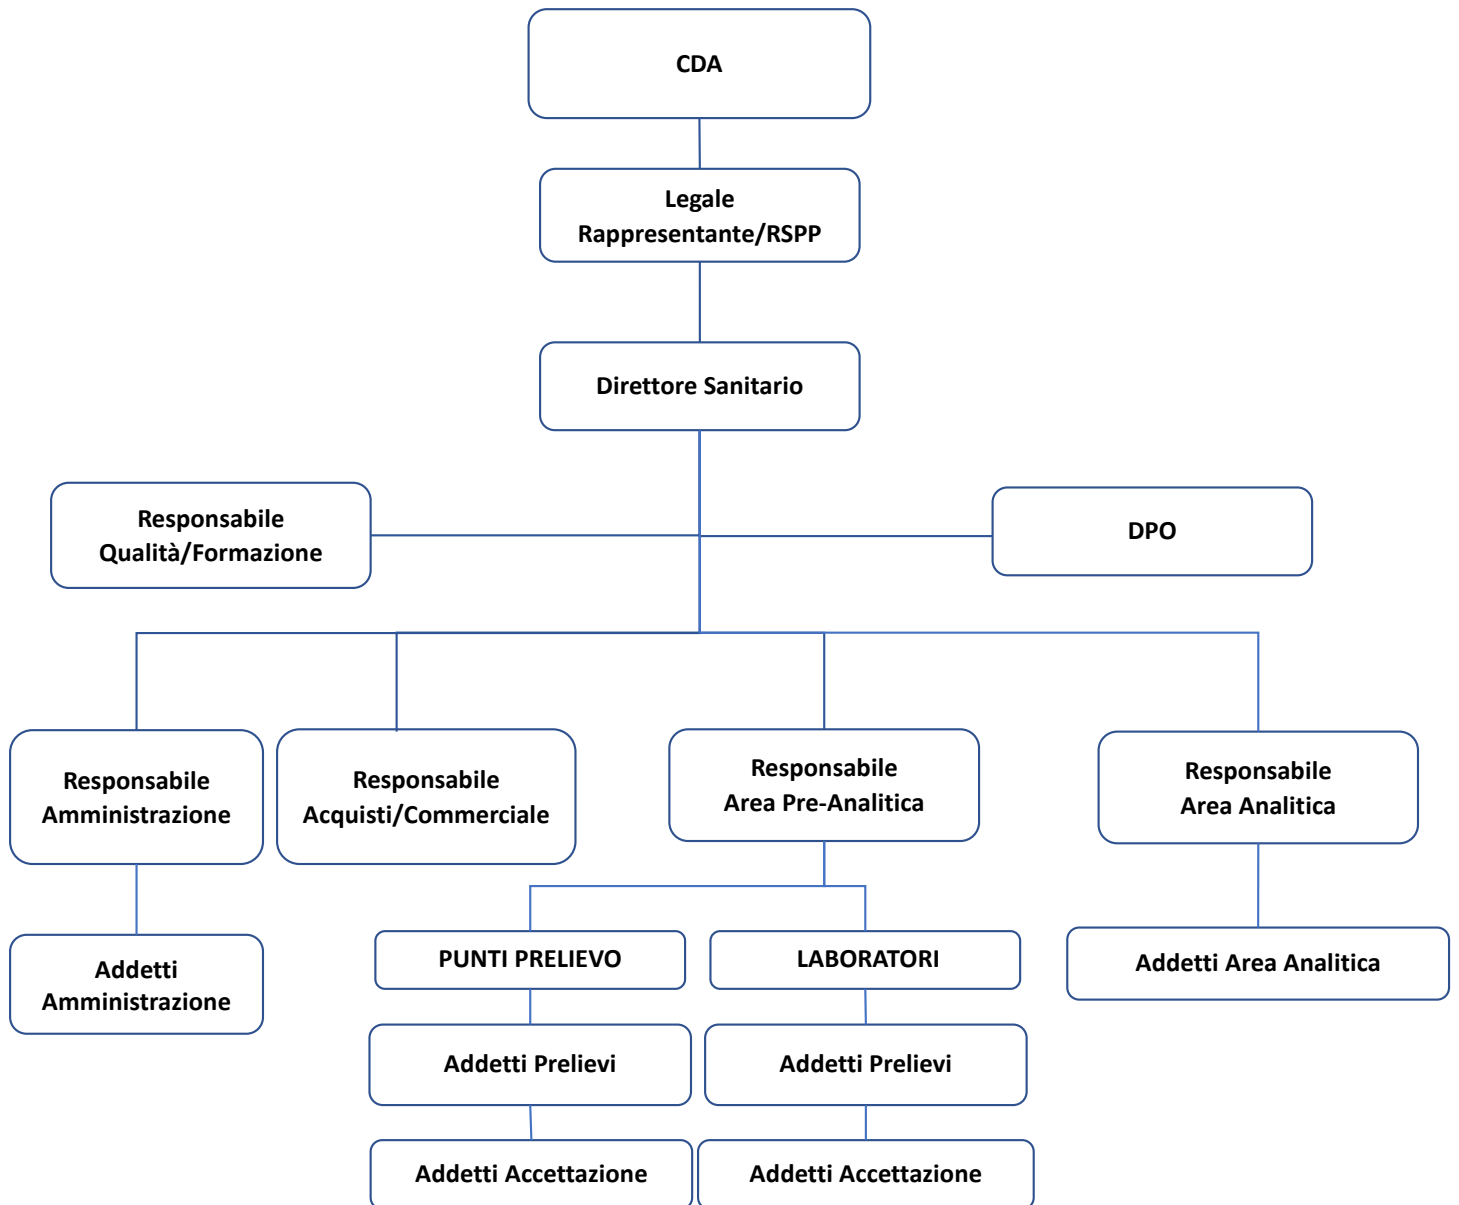 CDA
Legale
Rappresentante/RSPP
Direttore Sanitario
Responsabile
Qualità/Formazione
DPO
Responsabile
Amministrazione
Responsabile
Acquisti/Commerciale
Responsabile
Area Pre-Analitica
Responsabile
Area Analitica
Addetti
Amministrazione
PUNTI PRELIEVO
LABORATORI
Addetti Area Analitica
Addetti Prelievi
Addetti Prelievi
Addetti Accettazione
Addetti Accettazione